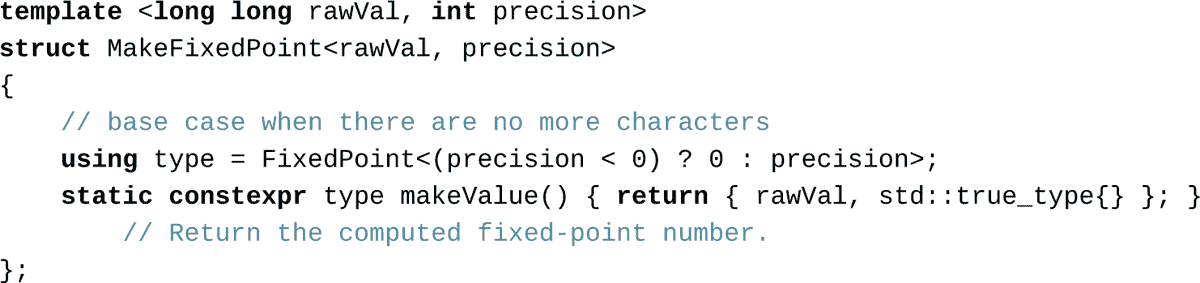 template <long long rawVal, int precision>
struct MakeFixedPoint<rawVal, precision>
{
    // base case when there are no more characters
    using type = FixedPoint<(precision < 0) ? 0 : precision>;
    static constexpr type makeValue() { return { rawVal, std::true_type{} }; }
        // Return the computed fixed-point number.
};